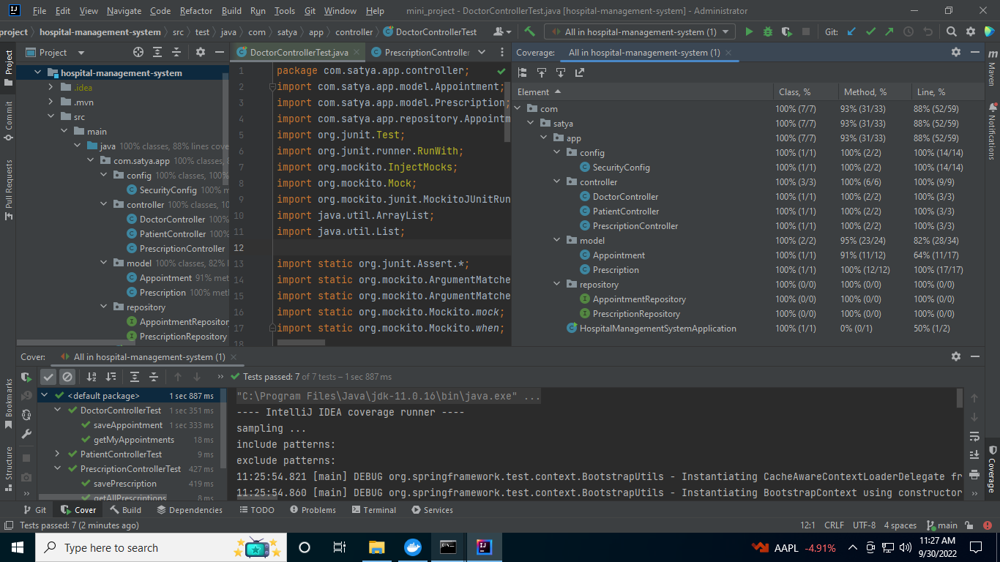 File Edit View Navigate Code Refactor Build Run Tools Git Window Help mini_project - DoctorControllerTest.java [hospital-management-system] - Administrator
project hospital-management-system src test java com satya app controller DoctorControllerTest All in hospital-management-system (1) Git:
Project
Commit
Pull Requests
Bookmarks
Structure
Project
hospital-management-system
.idea
.mvn
src
main
java 100% classes, 88% lines cove
com.satya.app 100% classes, 8
config 100% classes, 100%
SecurityConfig 100% m
controller 100% classes, 10
DoctorController 100%
PatientController 100%
PrescriptionController
model 100% classes, 82% l
Appointment 91% met
Prescription 100% meth
repository
AppointmentRepository
PrescriptionRepository
DoctorControllerTest.java PrescriptionController
1 package com.satya.app.controller;
2 import com.satya.app.model.Appointment;
3 import com.satya.app.model.Prescription;
4 import com.satya.app.repository.Appointm
5 import org.junit.Test;
6 import org.junit.runner.RunWith;
7 import org.mockito.InjectMocks;
8 import org.mockito.Mock;
9 import org.mockito.junit.MockitoJUnitRun
10 import java.util.ArrayList;
11 import java.util.List;
12
13 import static org.junit.Assert.*;
14 import static org.mockito.ArgumentMatche
15 import static org.mockito.ArgumentMatche
16 import static org.mockito.Mockito.mock;
17 import static org.mockito.Mockito.when;
18
Coverage: All in hospital-management-system (1)
Element Class, % Method, % Line, %
com 100% (7/7) 93% (31/33) 88% (52/59)
satya 100% (7/7) 93% (31/33) 88% (52/59)
app 100% (7/7) 93% (31/33) 88% (52/59)
config 100% (1/1) 100% (2/2) 100% (14/14)
SecurityConfig 100% (1/1) 100% (2/2) 100% (14/14)
controller 100% (3/3) 100% (6/6) 100% (9/9)
DoctorController 100% (1/1) 100% (2/2) 100% (3/3)
PatientController 100% (1/1) 100% (2/2) 100% (3/3)
PrescriptionController 100% (1/1) 100% (2/2) 100% (3/3)
model 100% (2/2) 95% (23/24) 82% (28/34)
Appointment 100% (1/1) 91% (11/12) 64% (11/17)
Prescription 100% (1/1) 100% (12/12) 100% (17/17)
repository 100% (0/0) 100% (0/0) 100% (0/0)
AppointmentRepository 100% (0/0) 100% (0/0) 100% (0/0)
PrescriptionRepository 100% (0/0) 100% (0/0) 100% (0/0)
HospitalManagementSystemApplication 100% (1/1) 0% (0/1) 50% (1/2)
Maven
Notifications
Coverage
Cover: All in hospital-management-system (1)
Tests passed: 7 of 7 tests – 1 sec 887 ms
<default package> 1 sec 887 ms
DoctorControllerTest 1 sec 351 ms
saveAppointment 1 sec 333 ms
getMyAppointments 18 ms
PatientControllerTest 9 ms
PrescriptionControllerTest 427 ms
savePrescription 419 ms
getAllPrescriptions 8 ms
"C:\Program Files\Java\jdk-11.0.16\bin\java.exe" ...
---- IntelliJ IDEA coverage runner ----
sampling ...
include patterns:
exclude patterns:
11:25:54.821 [main] DEBUG org.springframework.test.context.BootstrapUtils - Instantiating CacheAwareContextLoaderDelegate fr
11:25:54.860 [main] DEBUG org.springframework.test.context.BootstrapUtils - Instantiating BootstrapContext using constructor
Git Cover Build Dependencies TODO Problems Terminal Services
Tests passed: 7 (2 minutes ago) 12:1 CRLF UTF-8 4 spaces main
Type here to search AAPL -4.91% 11:27 AM
9/30/2022